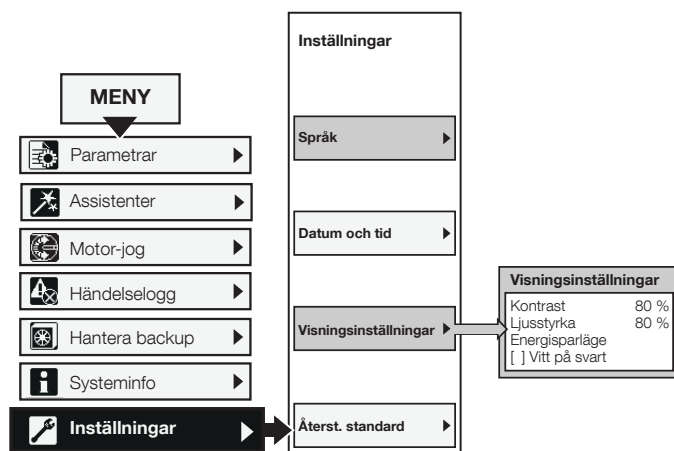 MENY
Parametrar
Assistenter
Motor-jog
Händelselogg
Hantera backup
Systeminfo
Inställningar
Inställningar
Språk
Datum och tid
Visningsinställningar
Återst. standard
Visningsinställningar
Kontrast 80 %
Ljusstyrka 80 %
Energisparläge
[ ] Vitt på svart